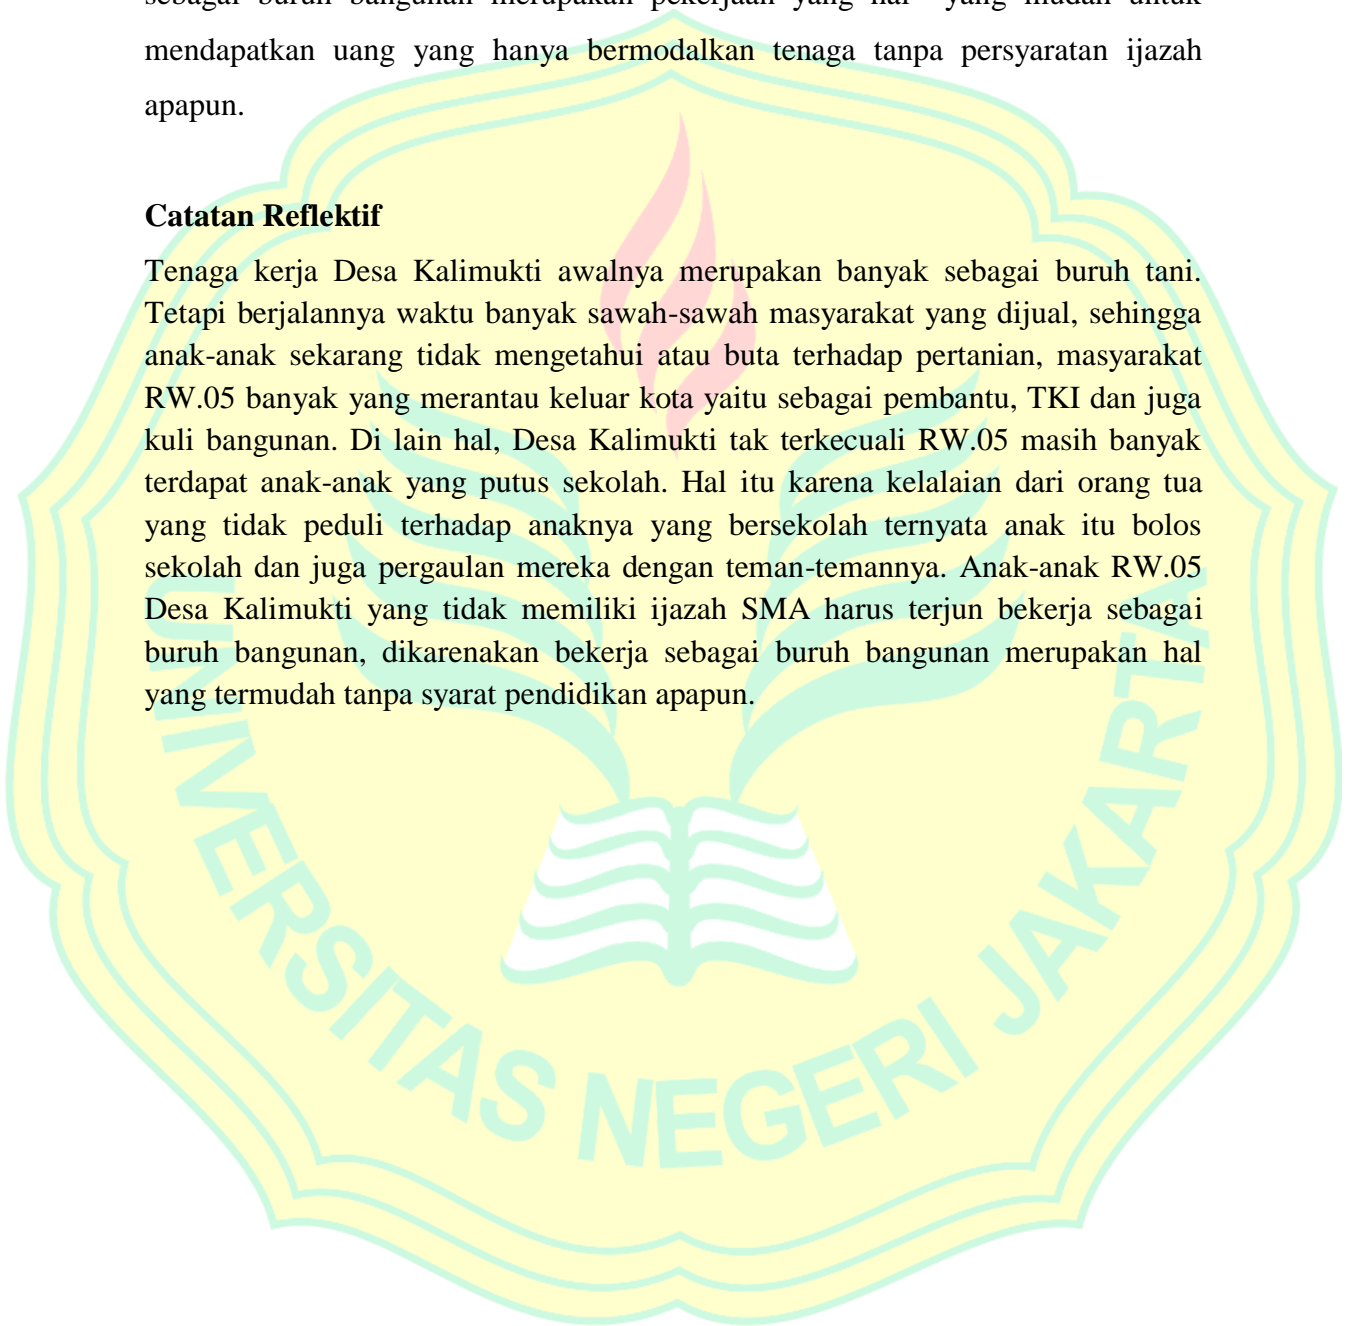 sebagai buruh bangunan merupakan pekerjaan yang hal yang mudah untuk
mendapatkan uang yang hanya bermodalkan tenaga tanpa persyaratan ijazah
apapun.
Catatan Reflektif
Tenaga kerja Desa Kalimukti awalnya merupakan banyak sebagai buruh tani.
Tetapi berjalannya waktu banyak sawah-sawah masyarakat yang dijual, sehingga
anak-anak sekarang tidak mengetahui atau buta terhadap pertanian, masyarakat
RW.05 banyak yang merantau keluar kota yaitu sebagai pembantu, TKI dan juga
kuli bangunan. Di lain hal, Desa Kalimukti tak terkecuali RW.05 masih banyak
terdapat anak-anak yang putus sekolah. Hal itu karena kelalaian dari orang tua
yang tidak peduli terhadap anaknya yang bersekolah ternyata anak itu bolos
sekolah dan juga pergaulan mereka dengan teman-temannya. Anak-anak RW.05
Desa Kalimukti yang tidak memiliki ijazah SMA harus terjun bekerja sebagai
buruh bangunan, dikarenakan bekerja sebagai buruh bangunan merupakan hal
yang termudah tanpa syarat pendidikan apapun.
UNIVERSITAS NEGERI JAKARTA